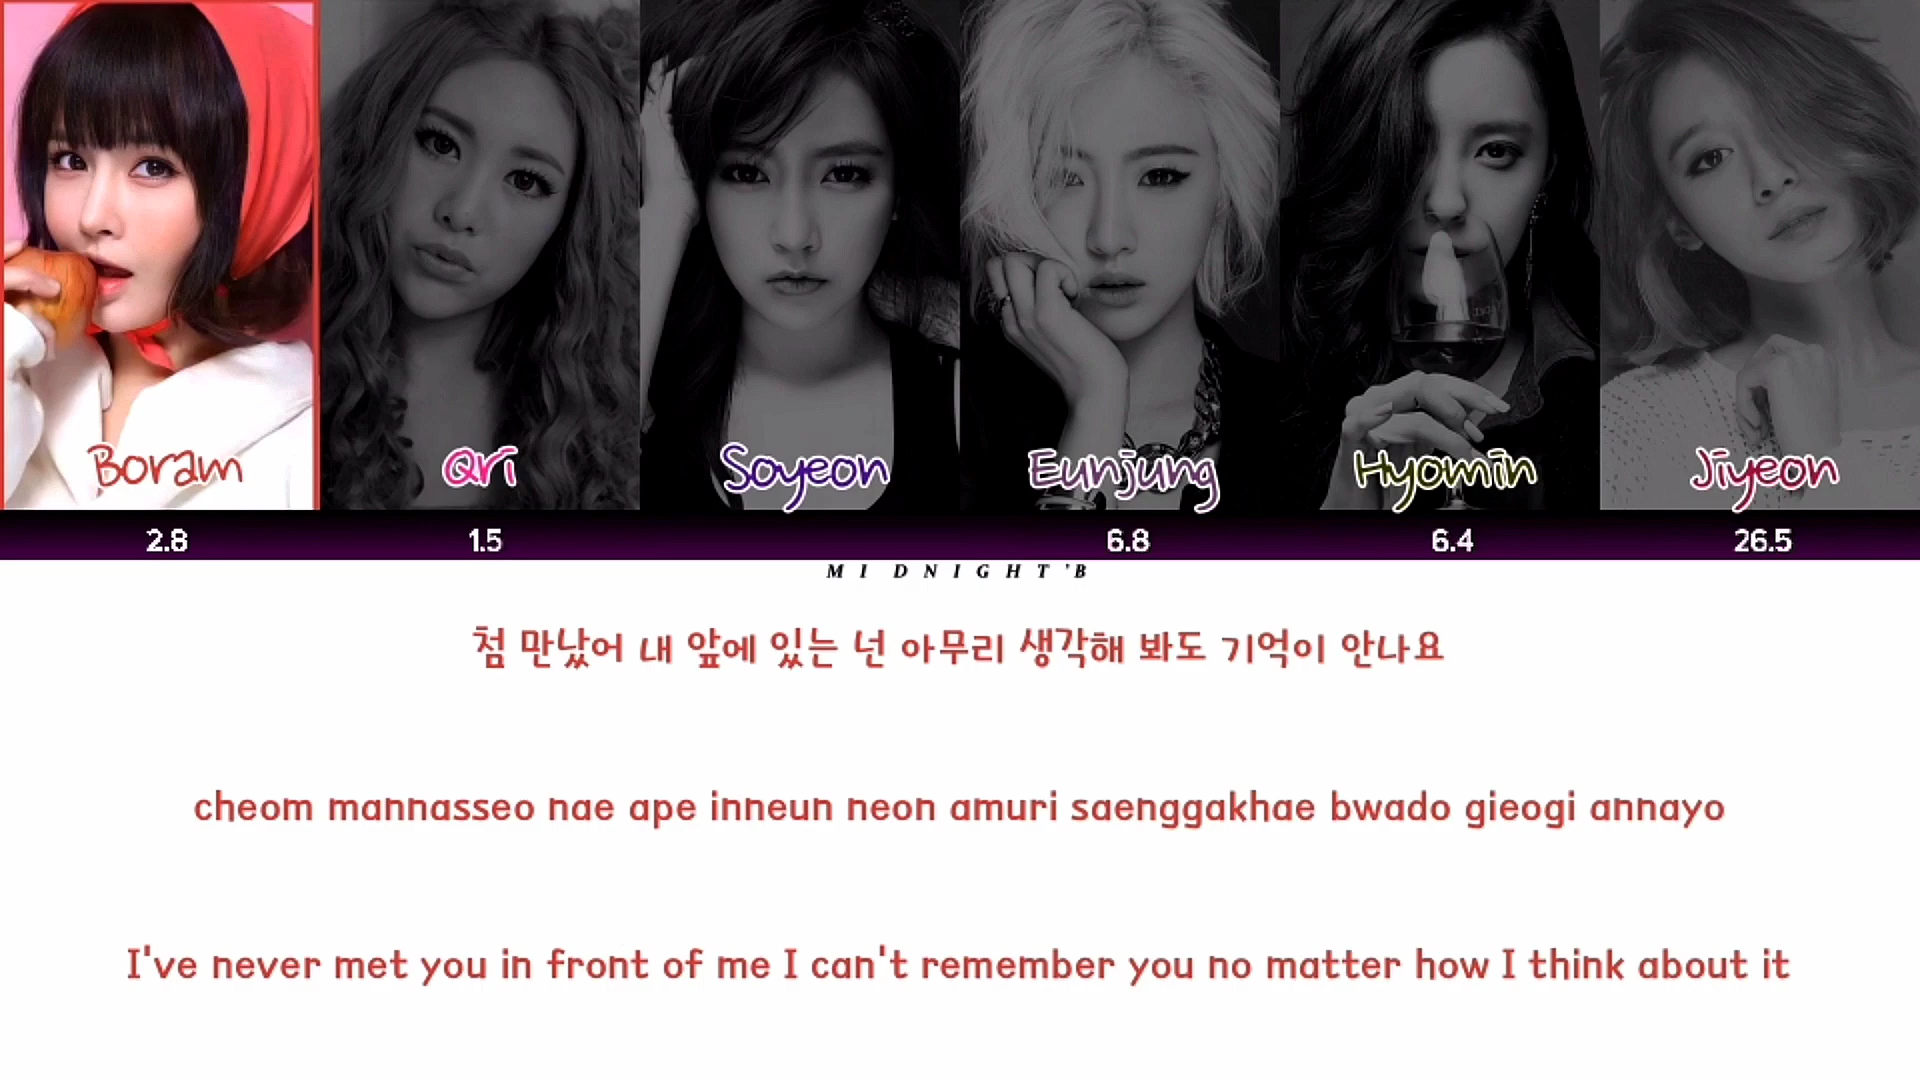 Boram Qri Soyeon Eunjung Hyomin Jiyeon
2.8 1.5 6.8 6.4 26.5
MIDNIGHT'B
첨 만났어 내 앞에 있는 넌 아무리 생각해 봐도 기억이 안나요
cheom mannasseo nae ape inneun neon amuri saenggakhae bwado gieogi annayo
I've never met you in front of me I can't remember you no matter how I think about it